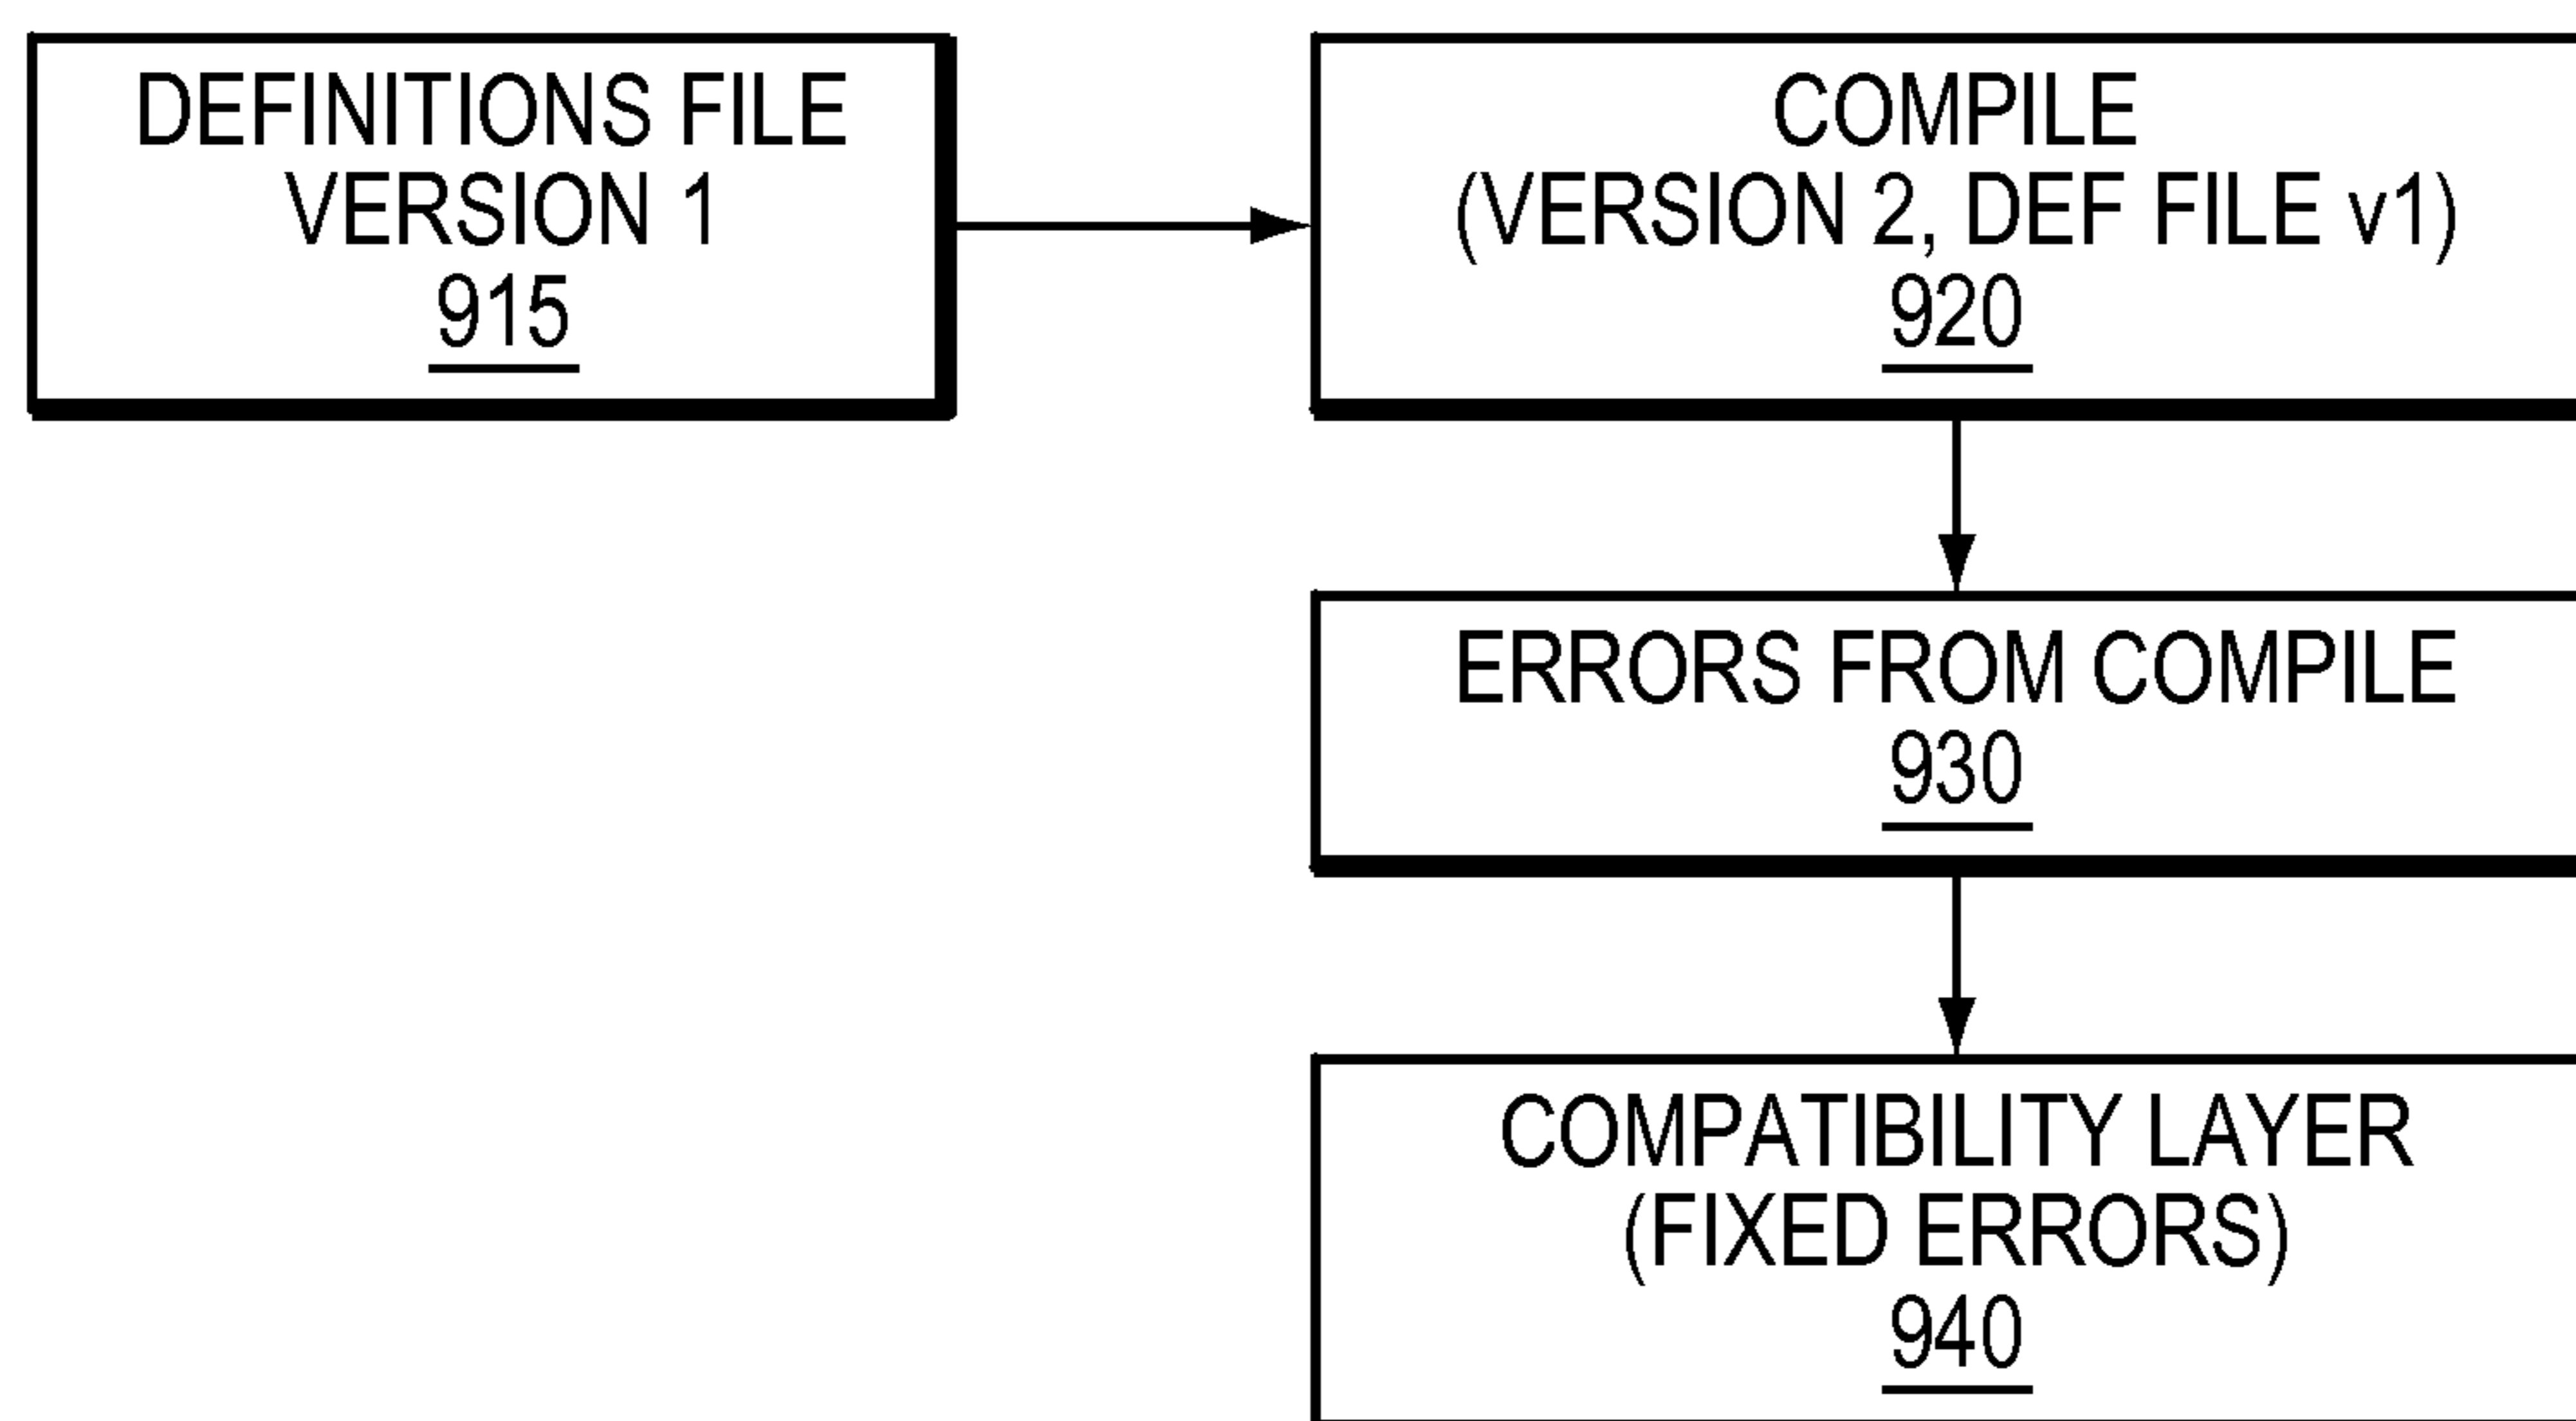 DEFINITIONS FILE
VERSION 1
915
COMPILE
(VERSION 2, DEF FILE v1)
920
ERRORS FROM COMPILE
930
COMPATIBILITY LAYER
(FIXED ERRORS)
940